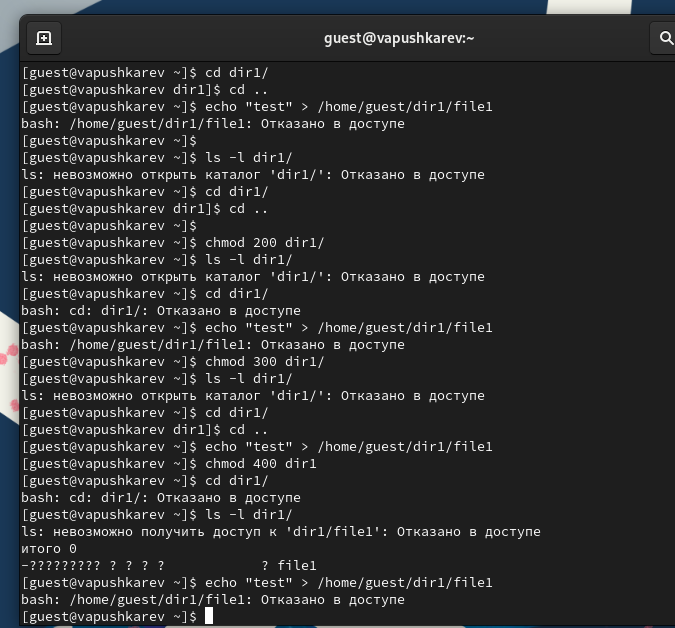 guest@vapushkarev:~
[guest@vapushkarev ~]$ cd dir1/
[guest@vapushkarev dir1]$ cd ..
[guest@vapushkarev ~]$ echo "test" > /home/guest/dir1/file1
bash: /home/guest/dir1/file1: Отказано в доступе
[guest@vapushkarev ~]$
[guest@vapushkarev ~]$ ls -l dir1/
ls: невозможно открыть каталог 'dir1/': Отказано в доступе
[guest@vapushkarev ~]$ cd dir1/
[guest@vapushkarev dir1]$ cd ..
[guest@vapushkarev ~]$
[guest@vapushkarev ~]$ chmod 200 dir1/
[guest@vapushkarev ~]$ ls -l dir1/
ls: невозможно открыть каталог 'dir1/': Отказано в доступе
[guest@vapushkarev ~]$ cd dir1/
bash: cd: dir1/: Отказано в доступе
[guest@vapushkarev ~]$ echo "test" > /home/guest/dir1/file1
bash: /home/guest/dir1/file1: Отказано в доступе
[guest@vapushkarev ~]$ chmod 300 dir1/
[guest@vapushkarev ~]$ ls -l dir1/
ls: невозможно открыть каталог 'dir1/': Отказано в доступе
[guest@vapushkarev ~]$ cd dir1/
[guest@vapushkarev dir1]$ cd ..
[guest@vapushkarev ~]$ echo "test" > /home/guest/dir1/file1
[guest@vapushkarev ~]$ chmod 400 dir1
[guest@vapushkarev ~]$ cd dir1/
bash: cd: dir1/: Отказано в доступе
[guest@vapushkarev ~]$ ls -l dir1/
ls: невозможно получить доступ к 'dir1/file1': Отказано в доступе
итого 0
-????????? ? ? ? ?            ? file1
[guest@vapushkarev ~]$ echo "test" > /home/guest/dir1/file1
bash: /home/guest/dir1/file1: Отказано в доступе
[guest@vapushkarev ~]$